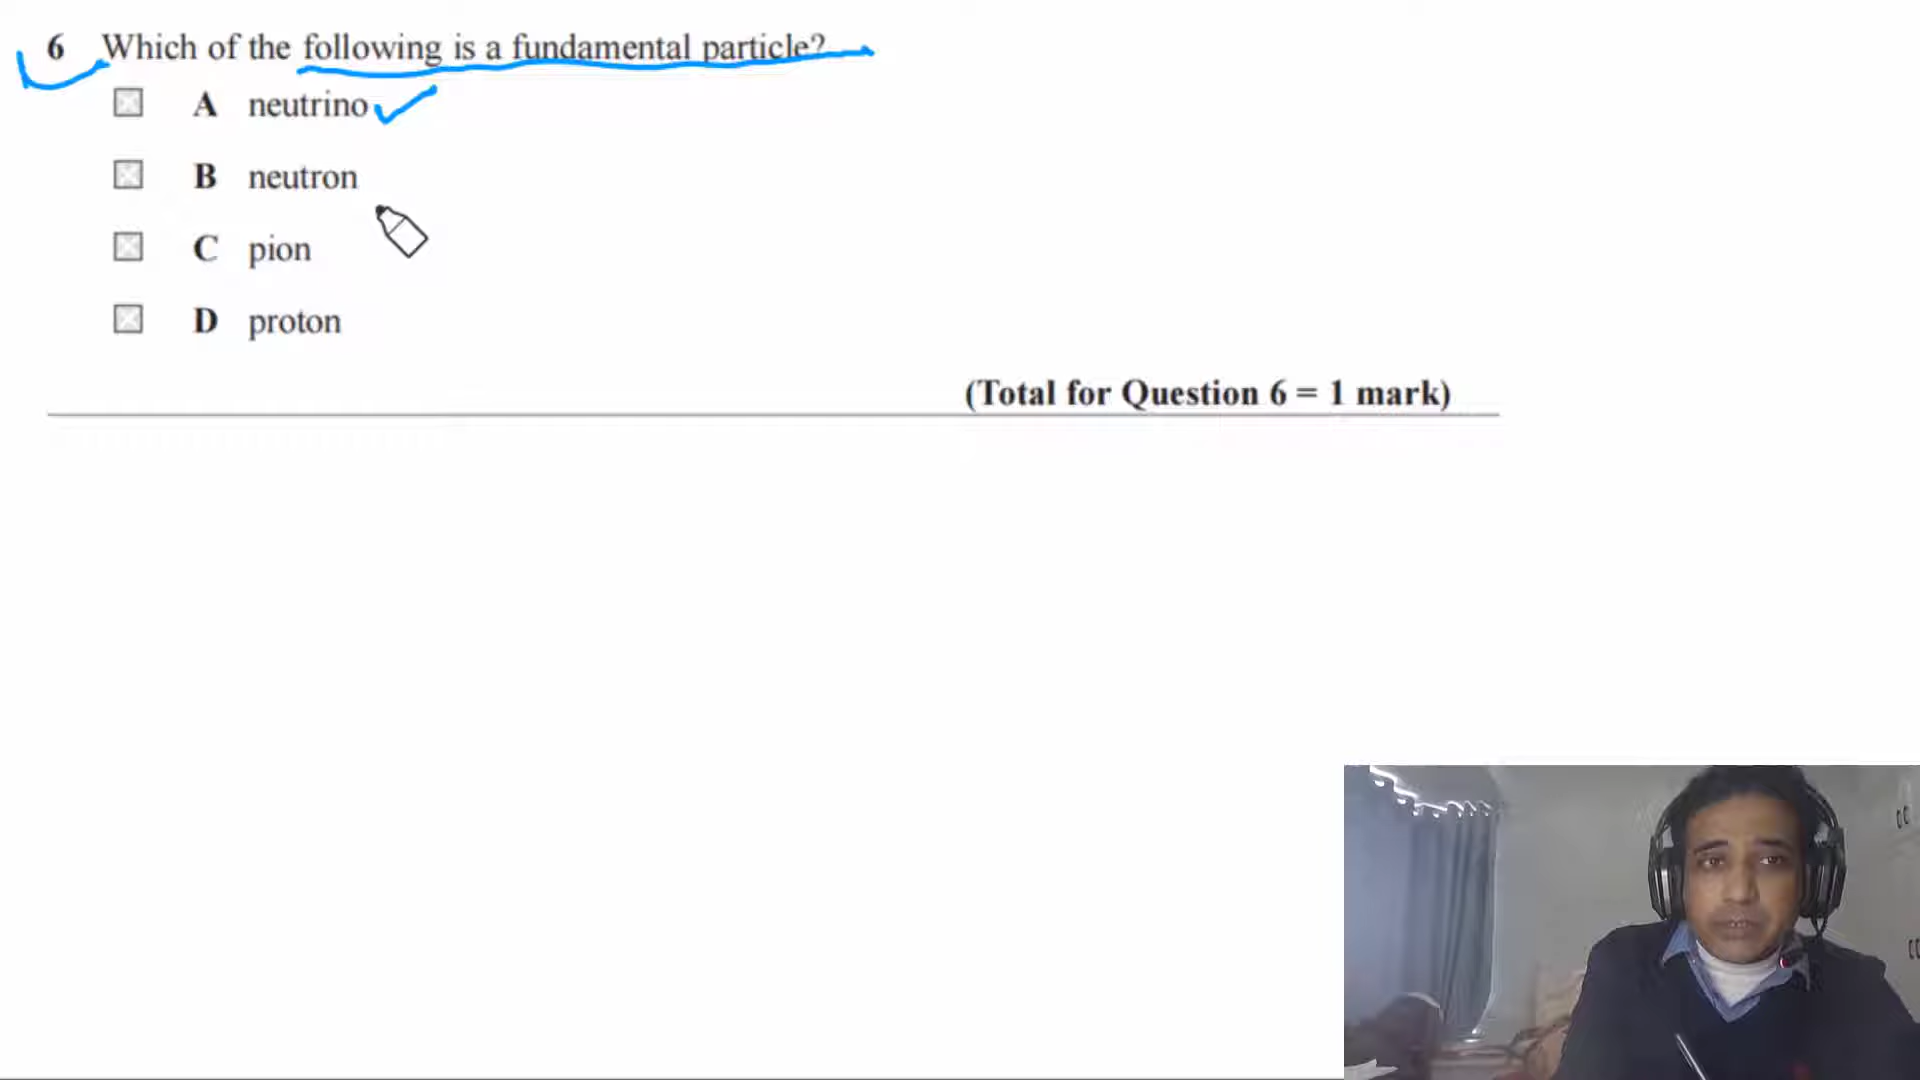 6 Which of the following is a fundamental particle?
A neutrino
B neutron
C pion
D proton
(Total for Question 6 = 1 mark)